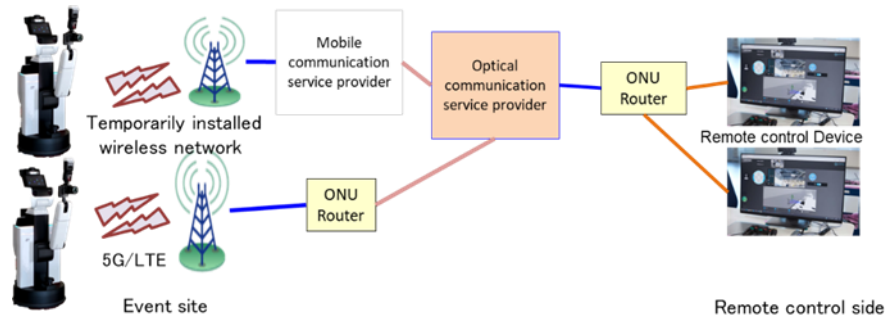 Mobile
communication
service provider
Optical
communication
service provider
ONU
Router
Temporarily installed
wireless network
Remote control Device
ONU
Router
5G/LTE
Event site
Remote control side